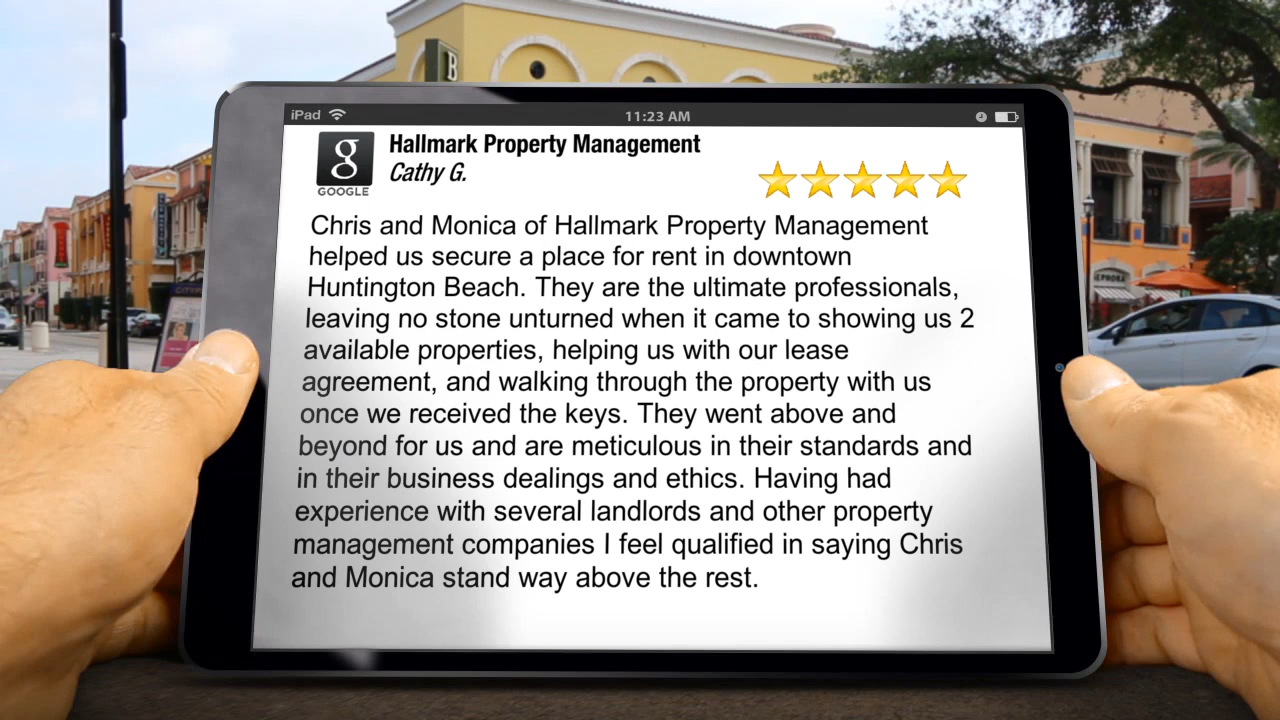 B
iPad
11:23 AM
g
GOOGLE
Hallmark Property Management
Cathy G.
Chris and Monica of Hallmark Property Management
helped us secure a place for rent in downtown
Huntington Beach. They are the ultimate professionals,
leaving no stone unturned when it came to showing us 2
available properties, helping us with our lease
agreement, and walking through the property with us
once we received the keys. They went above and
beyond for us and are meticulous in their standards and
in their business dealings and ethics. Having had
experience with several landlords and other property
management companies I feel qualified in saying Chris
and Monica stand way above the rest.
SEPHORA